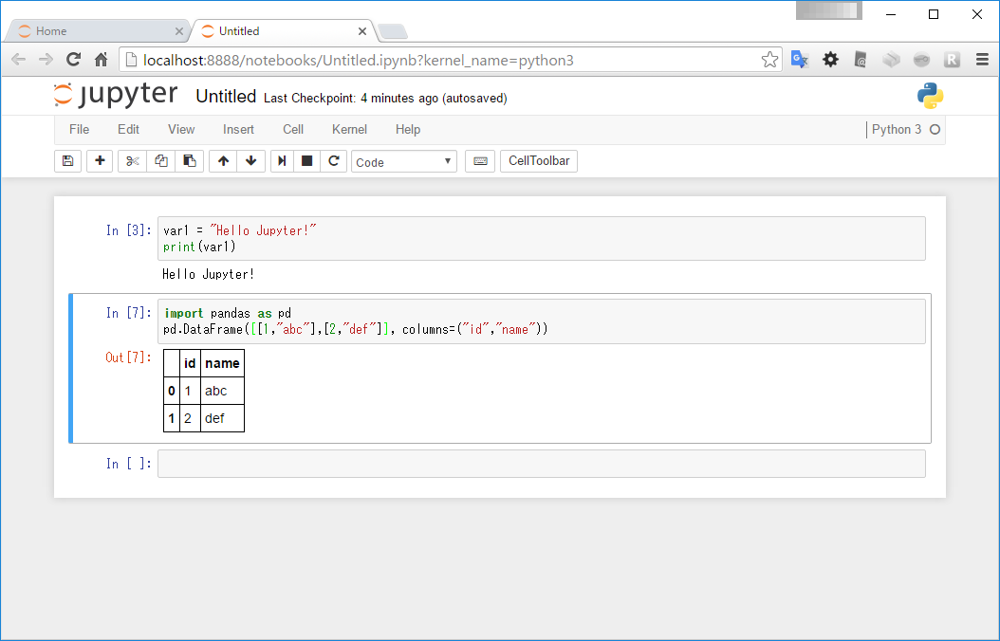 Home
Untitled
localhost:8888/notebooks/Untitled.ipynb?kernel_name=python3
jupyter Untitled Last Checkpoint: 4 minutes ago (autosaved)
File Edit View Insert Cell Kernel Help Python 3
Code CellToolbar
In [3]: var1 = "Hello Jupyter!"
print(var1)
Hello Jupyter!
In [7]: import pandas as pd
pd.DataFrame([[1,"abc"],[2,"def"]], columns=("id","name"))
Out[7]:
id name
0 1 abc
1 2 def
In [ ]: